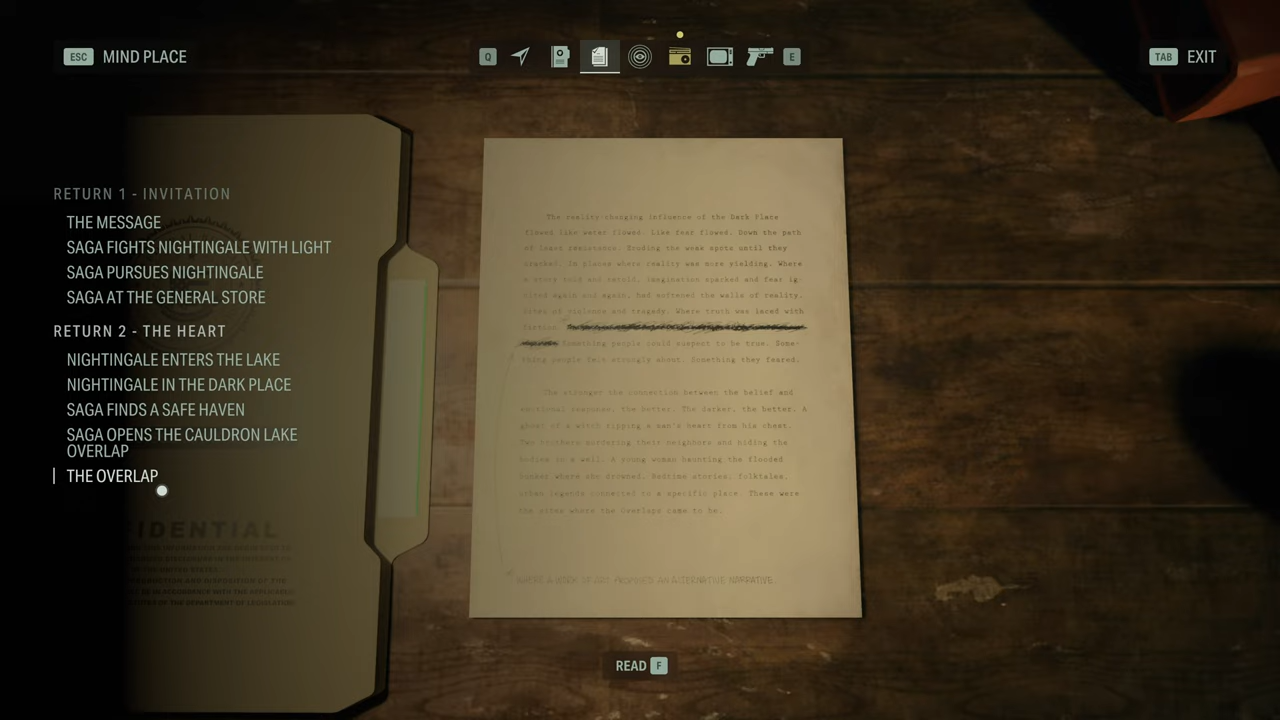 ESC MIND PLACE
Q
E
TAB EXIT
RETURN 1 - INVITATION
THE MESSAGE
SAGA FIGHTS NIGHTINGALE WITH LIGHT
SAGA PURSUES NIGHTINGALE
SAGA AT THE GENERAL STORE
RETURN 2 - THE HEART
NIGHTINGALE ENTERS THE LAKE
NIGHTINGALE IN THE DARK PLACE
SAGA FINDS A SAFE HAVEN
SAGA OPENS THE CAULDRON LAKE
OVERLAP
THE OVERLAP
IDENTIAL
The reality-changing influence of the Dark Place
flowed like water flowed. Like fear flowed. Down the path
of least resistance. Eroding the weak spots until they
cracked. In places where reality was more yielding. Where
a story told and retold, imagination sparked and fear ig-
nited again and again, had softened the walls of reality.
Sites of violence and tragedy. Where truth was laced with
fiction.
Something people could suspect to be true. Some-
thing people felt strongly about. Something they feared.
The stronger the connection between the belief and
emotional response, the better. The darker, the better. A
ghost of a witch ripping a man's heart from his chest.
Two brothers murdering their neighbors and hiding the
bodies in a well. A young woman haunting the flooded
bunker where she drowned. Bedtime stories, folktales,
urban legends connected to a specific place. These were
the sites where the Overlaps came to be.
WHERE A WORK OF ART PROPOSED AN ALTERNATIVE NARRATIVE.
READ F